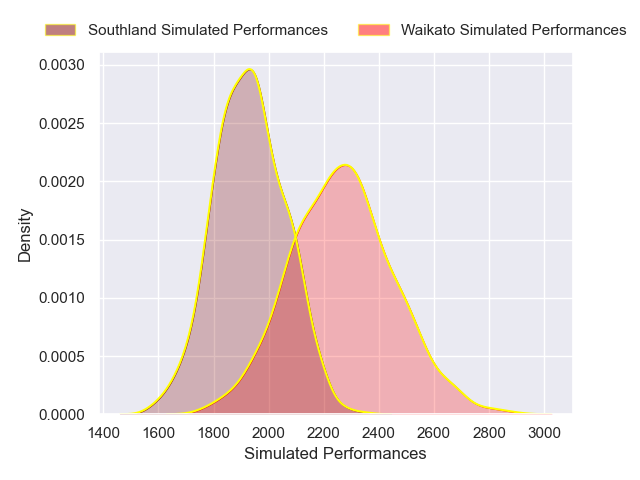 Southland Simulated Performances
Waikato Simulated Performances
0.0030
0.0025
0.0020
0.0015
0.0010
0.0005
0.0000
Density
1400 1600 1800 2000 2200 2400 2600 2800 3000
Simulated Performances